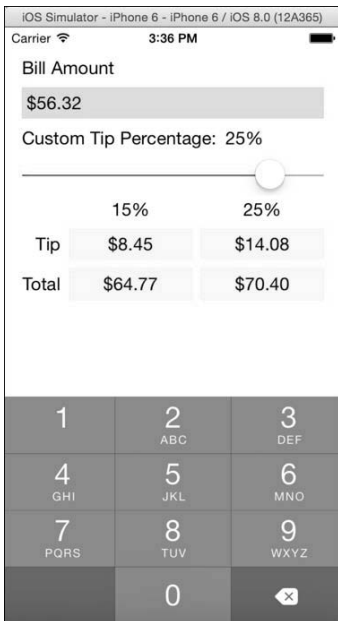 iOS Simulator - iPhone 6 - iPhone 6 / iOS 8.0 (12A365)
Carrier 3:36 PM
Bill Amount
$56.32
Custom Tip Percentage: 25%
15% 25%
Tip $8.45 $14.08
Total $64.77 $70.40
1 2 3
ABC DEF
4 5 6
GHI JKL MNO
7 8 9
PQRS TUV WXYZ
0